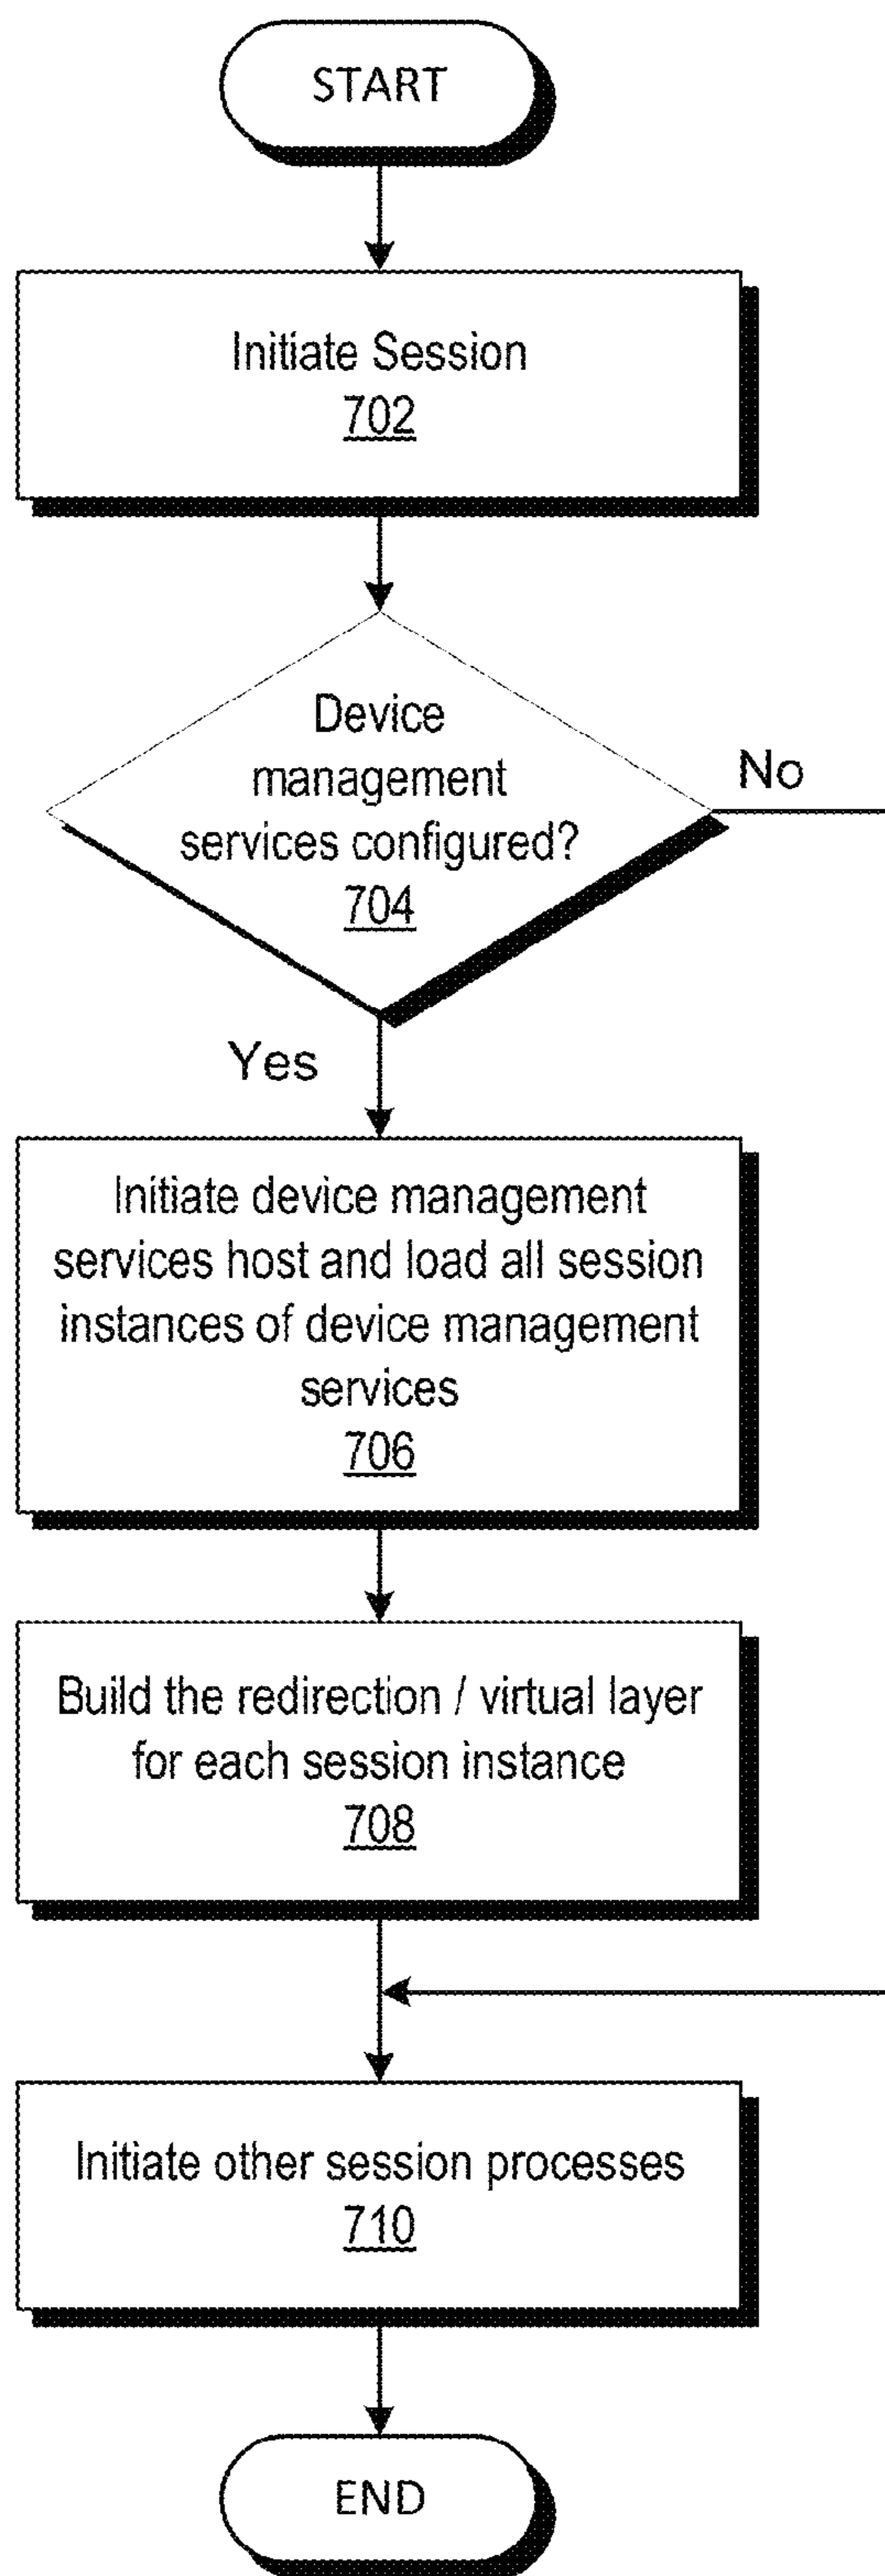 START
Initiate Session
702
Device
management
services configured?
704
No
Yes
Initiate device management
services host and load all session
instances of device management
services
706
Build the redirection / virtual layer
for each session instance
708
Initiate other session processes
710
END